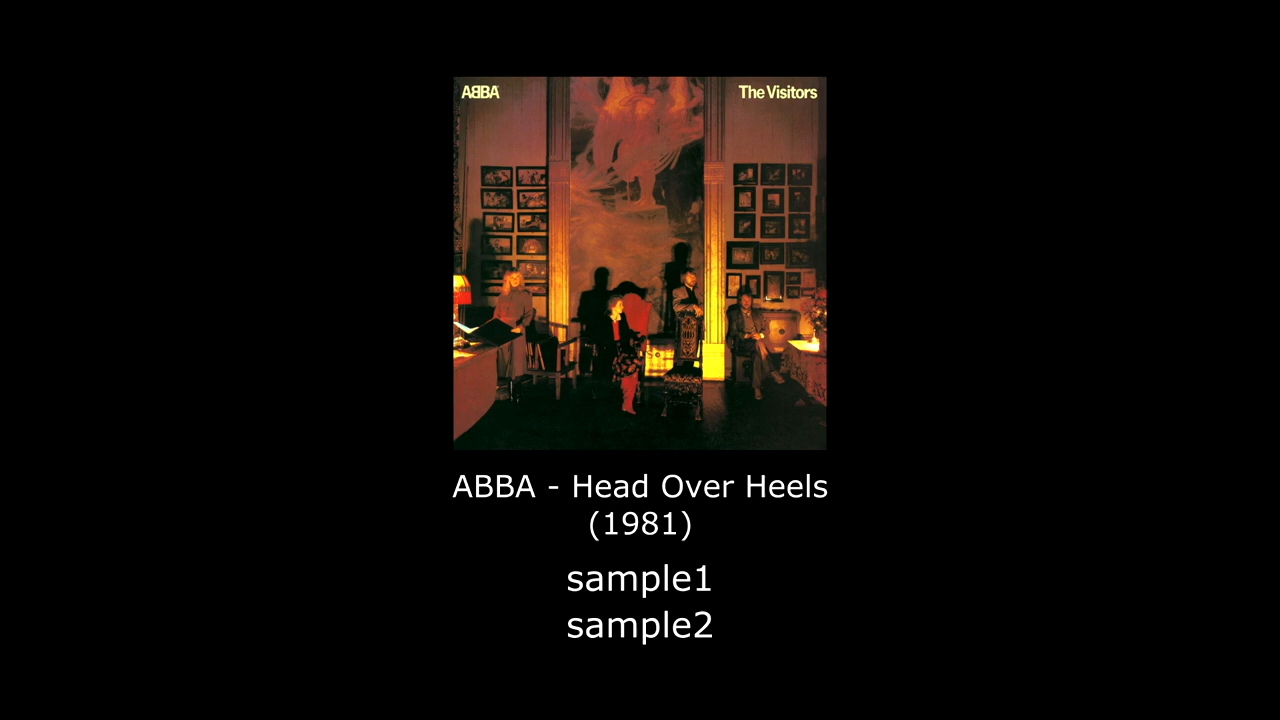 ABBA The Visitors
ABBA - Head Over Heels
(1981)
sample1
sample2